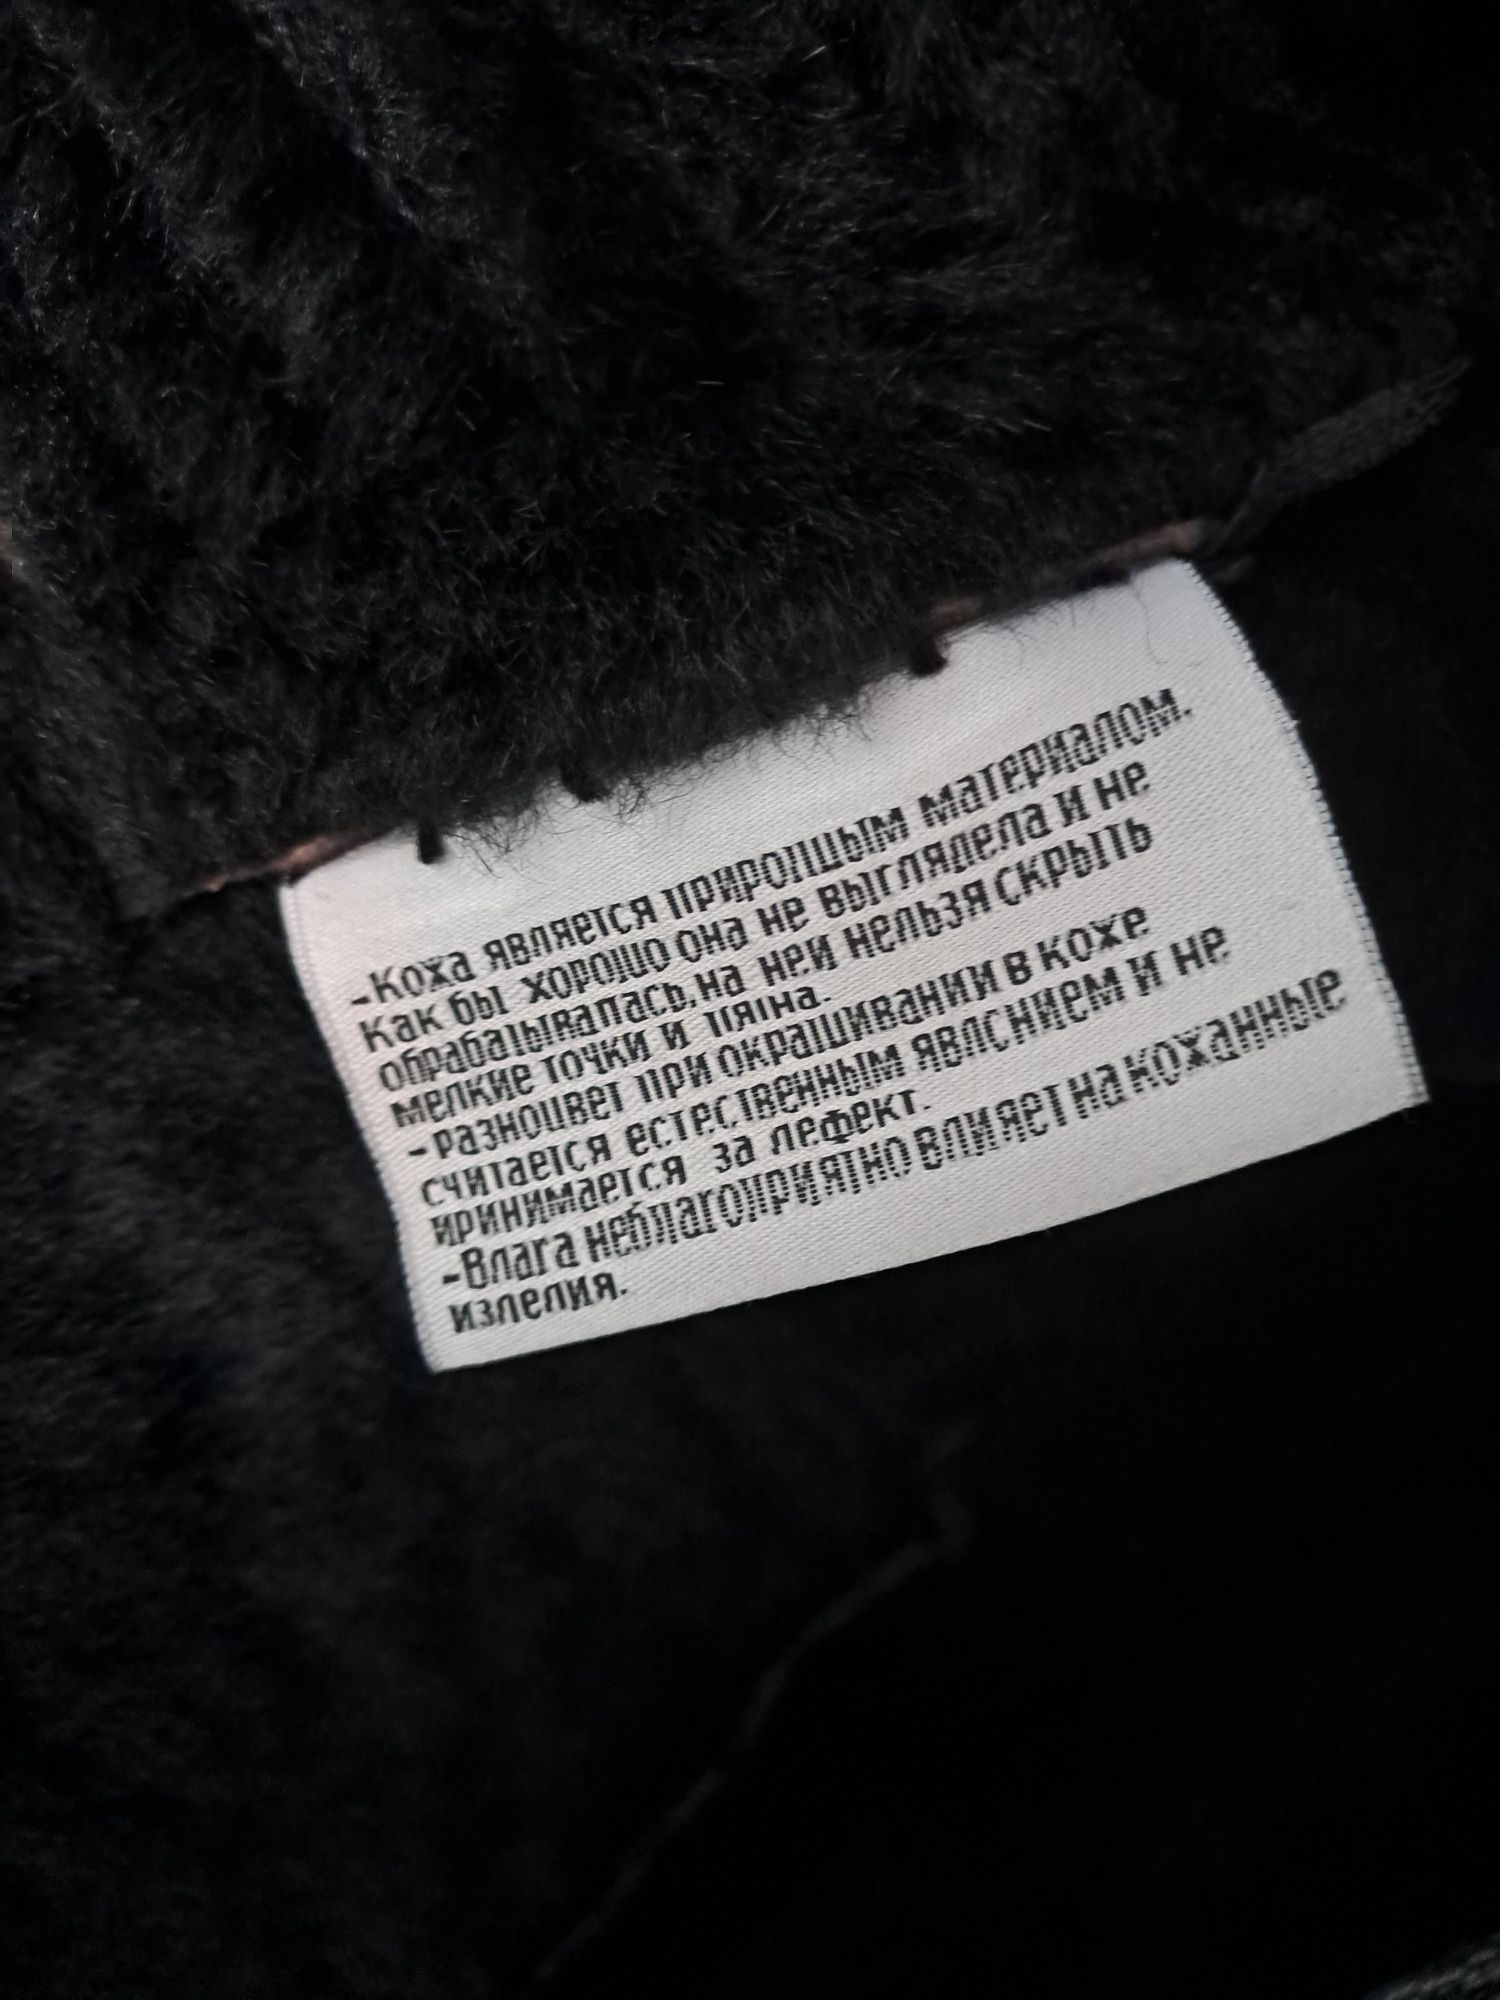 -Кожа является природным материалом.
Как бы хорошо она не выглядела и не
обрабатывалась, на ней нельзя скрыть
мелкие точки и пятна.
-Разноцвет при окрашивании в коже
считается естественным явлением и не
принимается за дефект.
-Влага неблагоприятно влияет на кожанные
изделия.